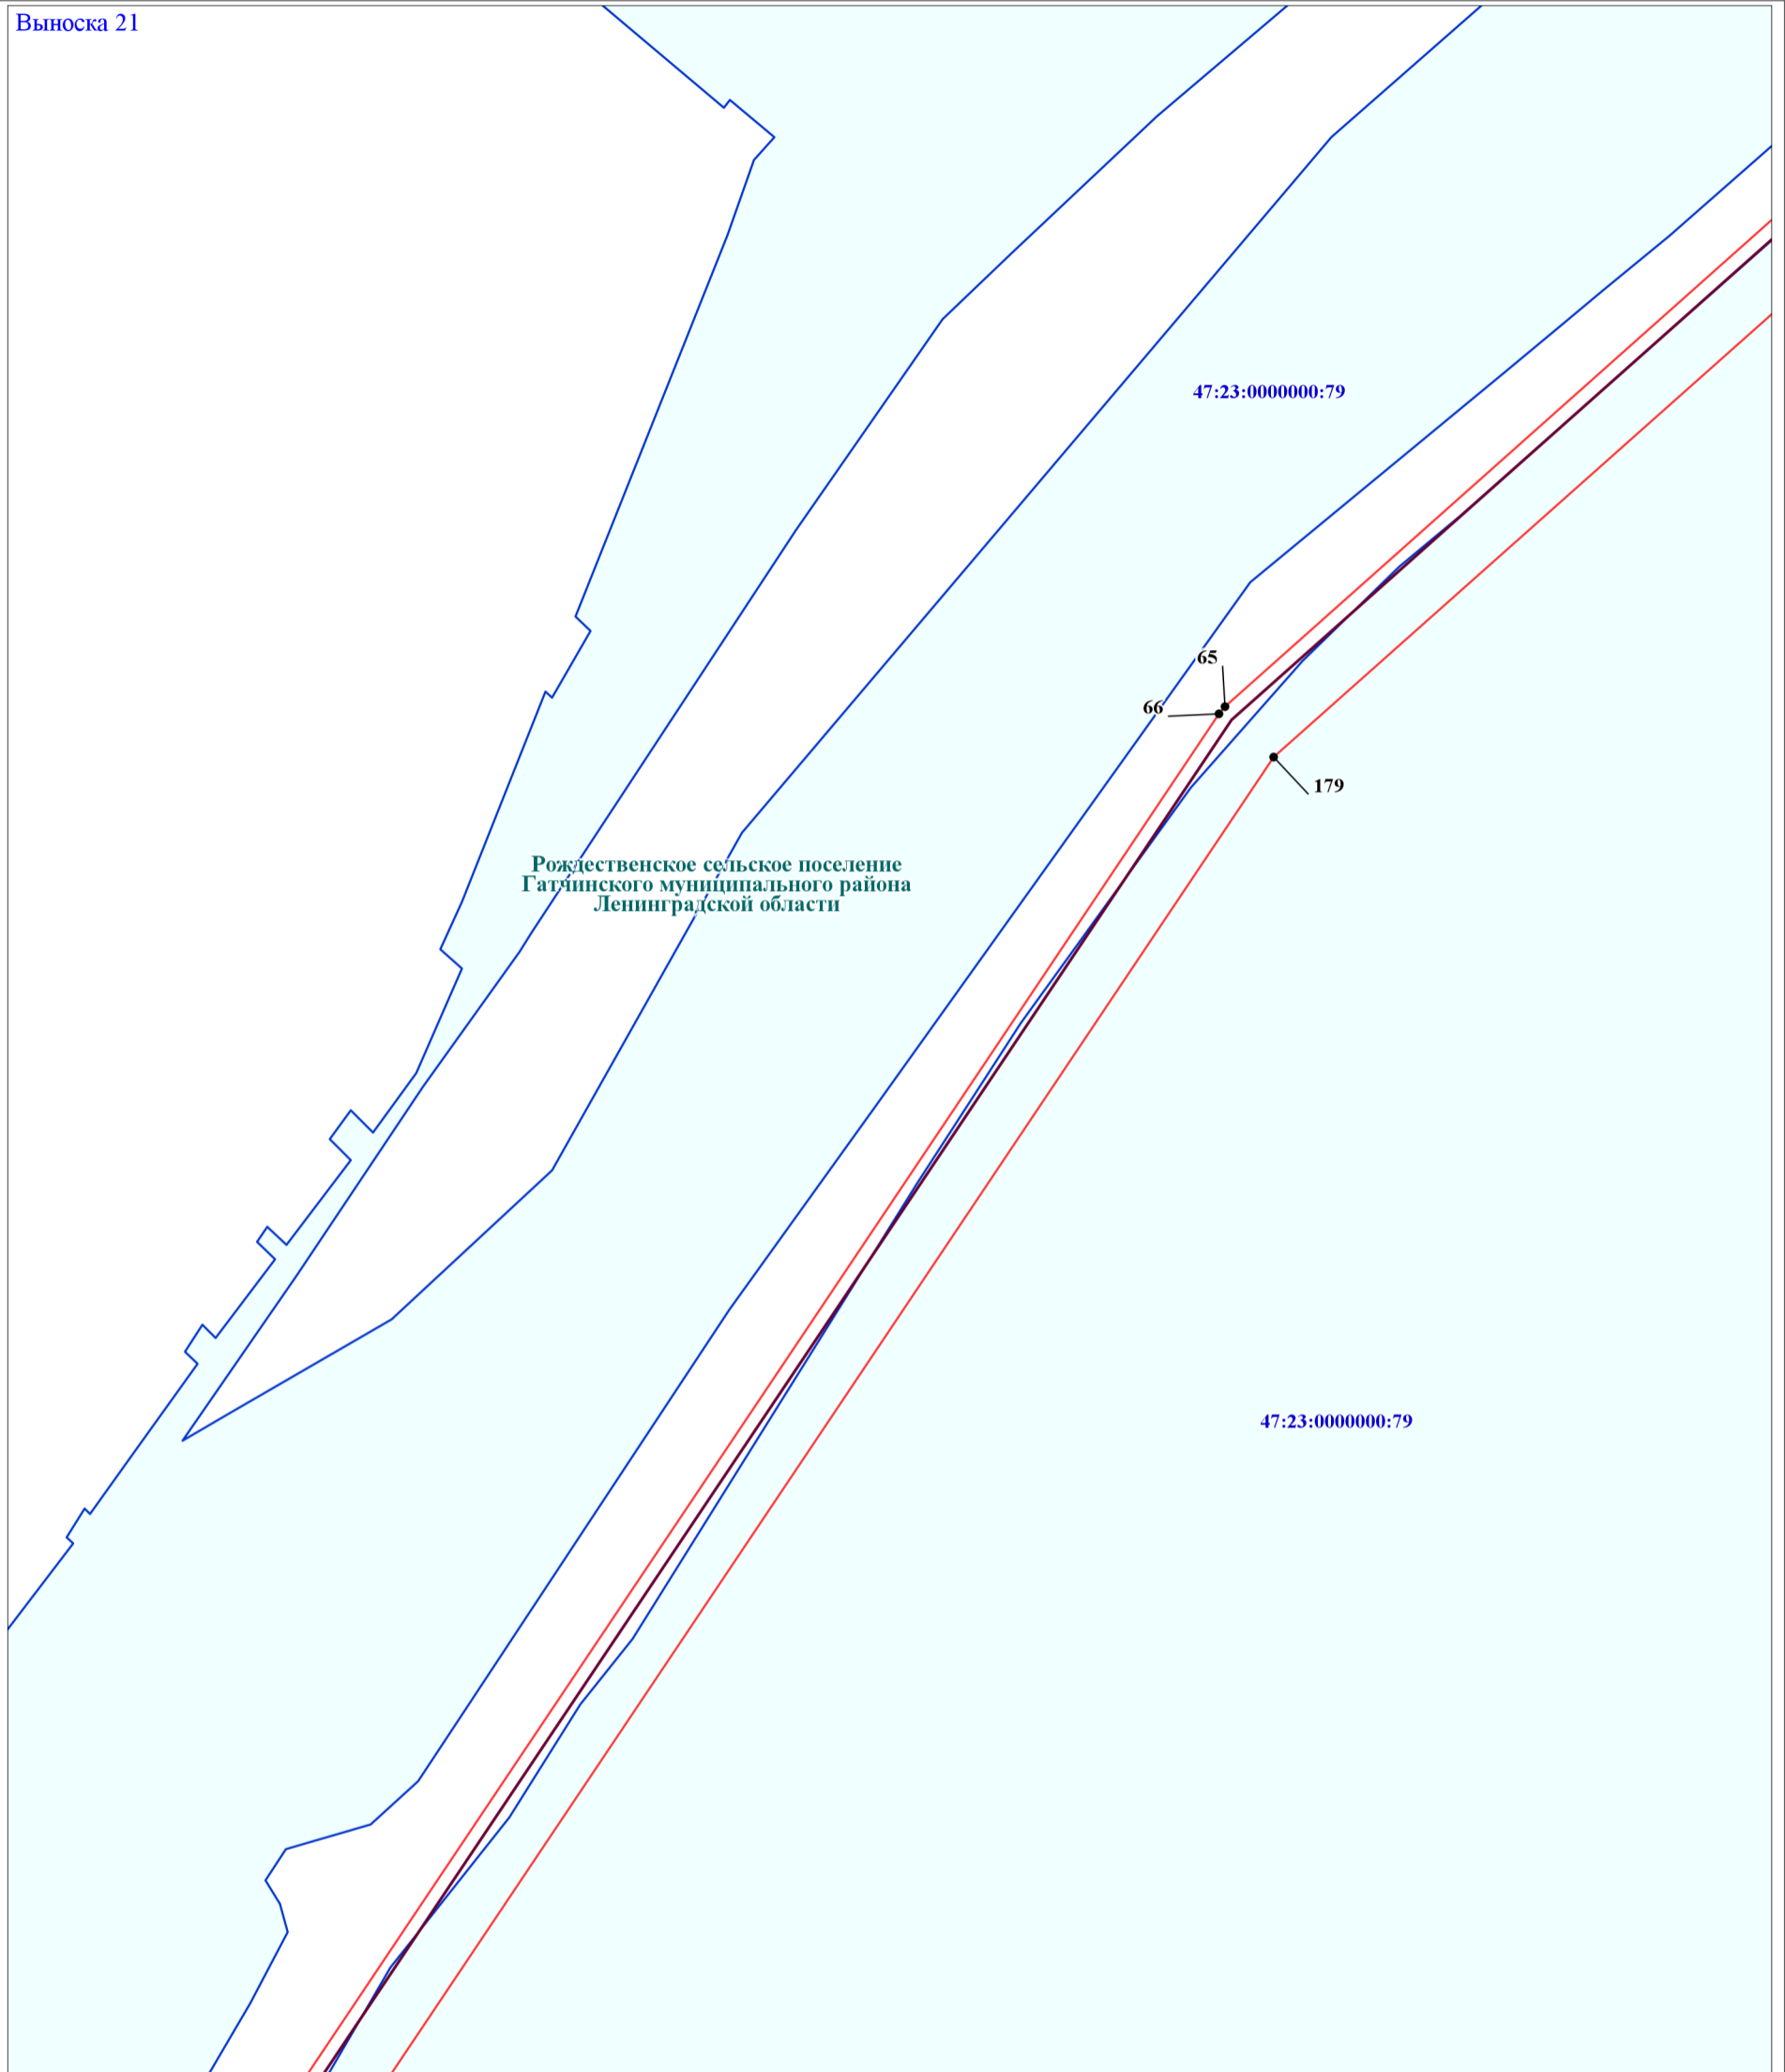 Выноска 21
47:23:0000000:79
65
66
179
Рождественское сельское поселение
Гатчинского муниципального района
Ленинградской области
47:23:0000000:79